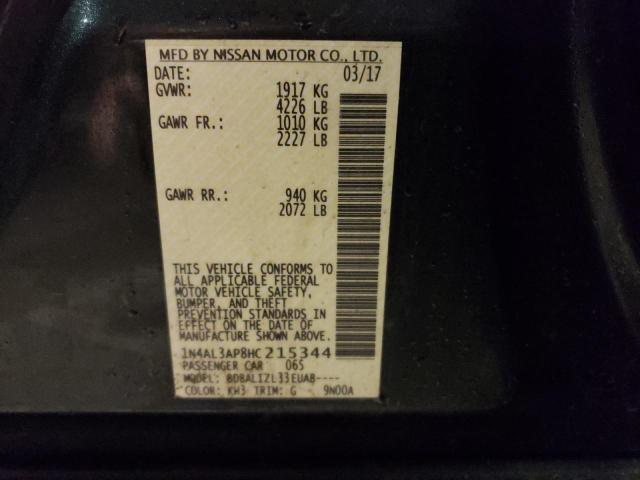 MFD BY NISSAN MOTOR CO., LTD.
DATE: 03/17
GVWR: 1917 KG
4226 LB
GAWR FR.: 1010 KG
2227 LB
GAWR RR.: 940 KG
2072 LB
THIS VEHICLE CONFORMS TO
ALL APPLICABLE FEDERAL
MOTOR VEHICLE SAFETY,
BUMPER, AND THEFT
PREVENTION STANDARDS IN
EFFECT ON THE DATE OF
MANUFACTURE SHOWN ABOVE.
1N4AL3AP8HC215344
PASSENGER CAR 065
MODEL: BDBALIZL33EUAB----
COLOR: KH3 TRIM: G 9N00A